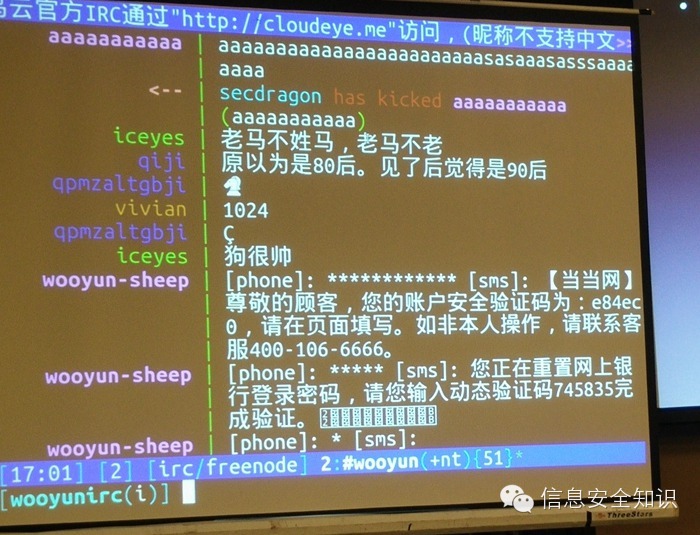 云官方IRC通过"http://cloudeye.me"访问，(昵称不支持中文>>
aaaaaaaaaaa | aaaaaaaaaaaaaaaaaaaaaaaasasaaasasssaaaa
aaaa
<-- | secdragon has kicked aaaaaaaaaaa
(aaaaaaaaaaa)
iceyes | 老马不姓马，老马不老
qiji | 原以为是80后。见了后觉得是90后
qpmzaltgbji |
vivian | 1024
qpmzaltgbji | Ç
iceyes | 狗很帅
wooyun-sheep | [phone]: ************ [sms]: 【当当网】
尊敬的顾客，您的账户安全验证码为：e84ec
0，请在页面填写。如非本人操作，请联系客
服400-106-6666。
wooyun-sheep | [phone]: ***** [sms]: 您正在重置网上银
行登录密码，请您输入动态验证码745835完
成验证。
wooyun-sheep | [phone]: * [sms]:
[17:01] [2] [irc/freenode] 2:#wooyun(+nt){51}*
[wooyunirc(i)]
信息安全知识
ThreeStars